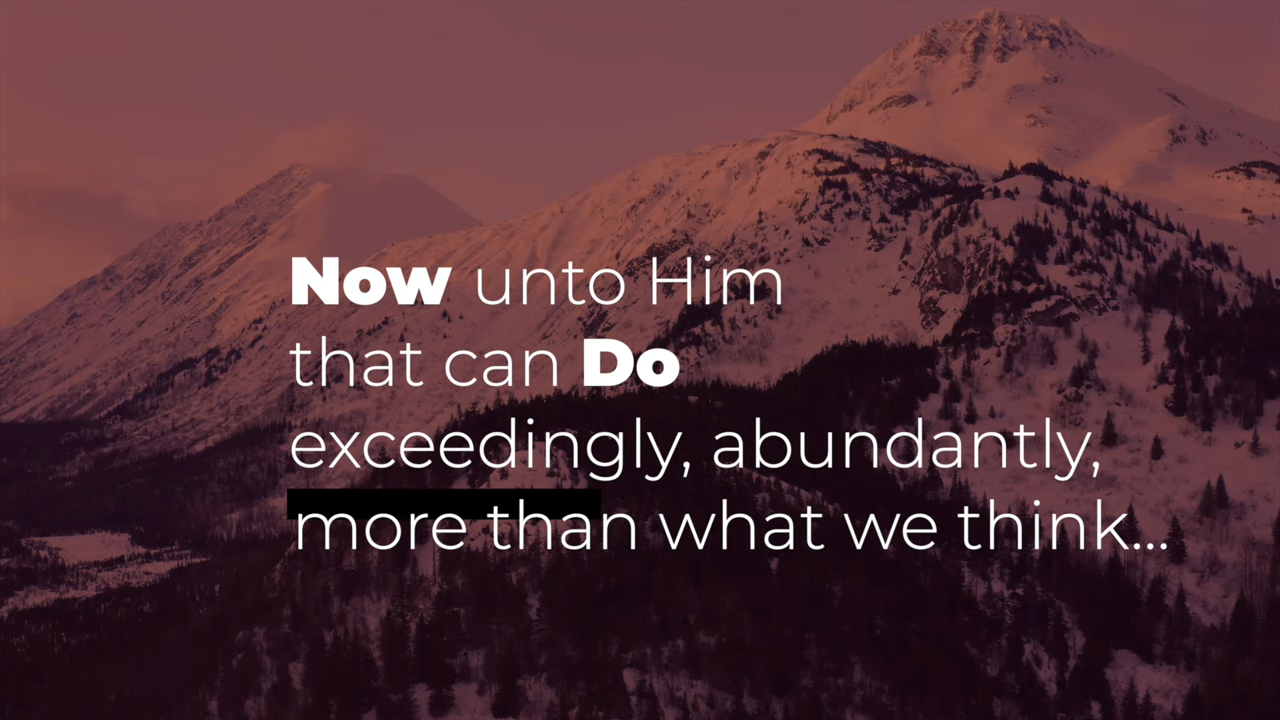 Now unto Him
that can Do
exceedingly, abundantly,
more than what we think...